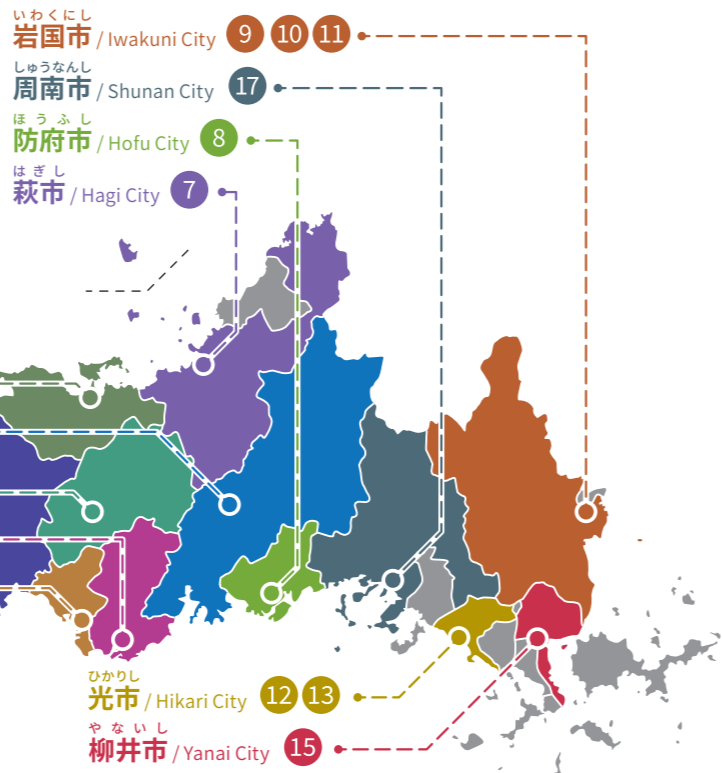 いわくにし
岩国市 / Iwakuni City 9 10 11
しゅうなんし
周南市 / Shunan City 17
ほうふし
防府市 / Hofu City 8
はぎし
萩市 / Hagi City 7
ひかりし
光市 / Hikari City 12 13
やないし
柳井市 / Yanai City 15